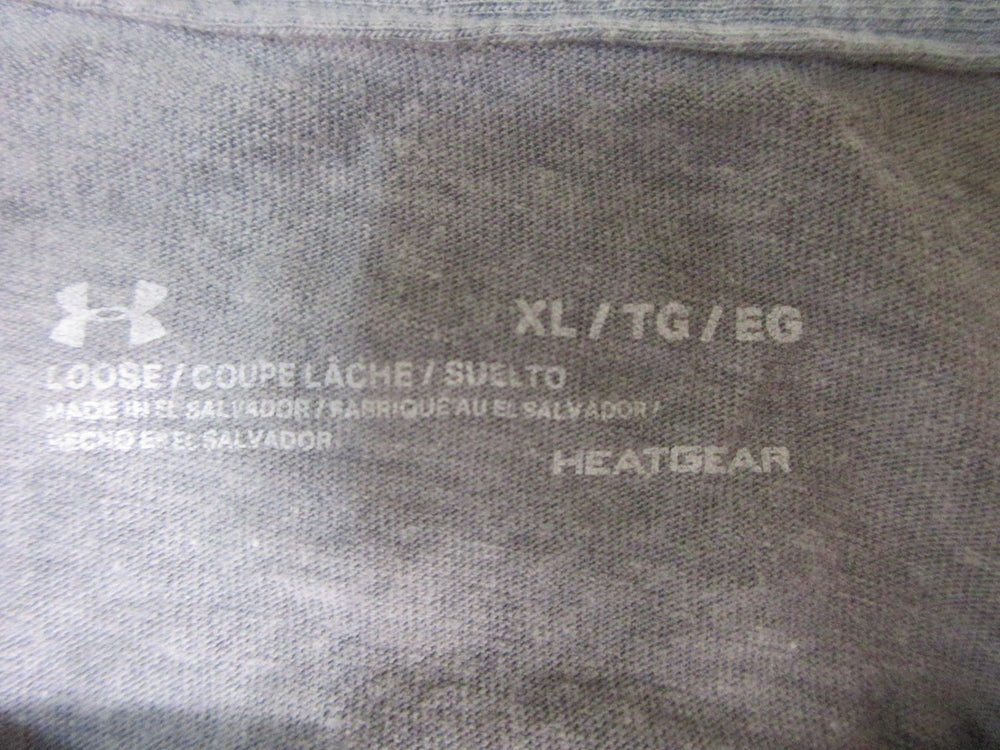 XL / TG / EG
LOOSE / COUPE LÂCHE / SUELTO
MADE IN EL SALVADOR / FABRIQUÉ AU EL SALVADOR /
HECHO EN EL SALVADOR
HEATGEAR